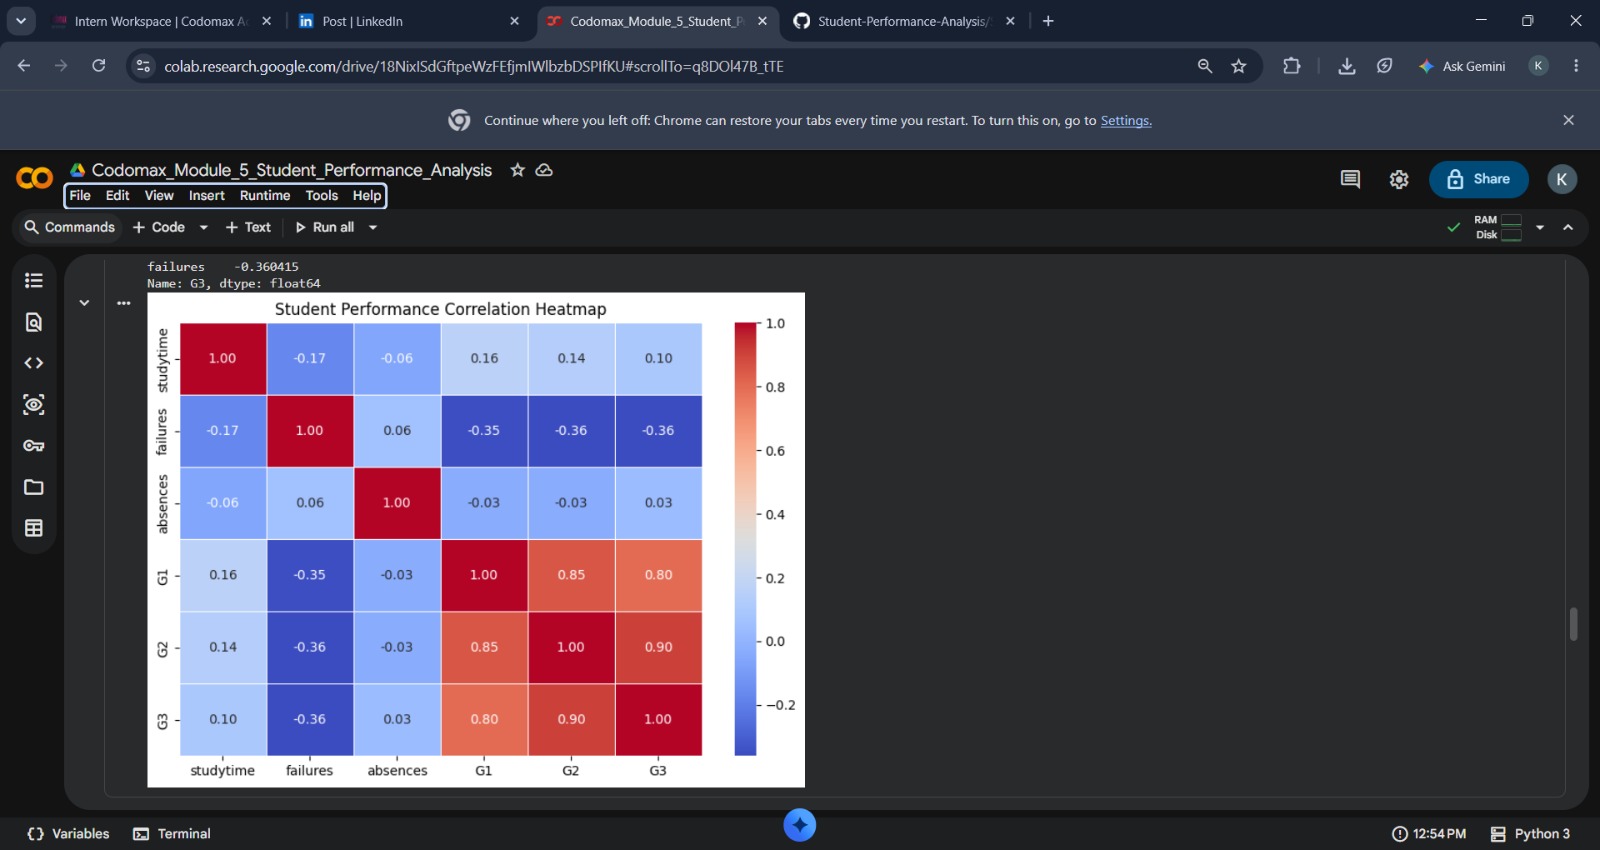 Intern Workspace | Codomax A
Post | LinkedIn
Codomax_Module_5_Student_P
Student-Performance-Analysis/
colab.research.google.com/drive/18NixlSdGftpeWzFEfjmIWlbzbDSPIfKU#scrollTo=q8DOl47B_tTE
Ask Gemini
K
Continue where you left off: Chrome can restore your tabs every time you restart. To turn this on, go to Settings.
Codomax_Module_5_Student_Performance_Analysis
File Edit View Insert Runtime Tools Help
Share
K
Commands + Code + Text Run all
RAM
Disk
failures -0.360415
Name: G3, dtype: float64
Student Performance Correlation Heatmap
studytime 1.00 -0.17 -0.06 0.16 0.14 0.10
failures -0.17 1.00 0.06 -0.35 -0.36 -0.36
absences -0.06 0.06 1.00 -0.03 -0.03 0.03
G1 0.16 -0.35 -0.03 1.00 0.85 0.80
G2 0.14 -0.36 -0.03 0.85 1.00 0.90
G3 0.10 -0.36 0.03 0.80 0.90 1.00
studytime failures absences G1 G2 G3
1.0
0.8
0.6
0.4
0.2
0.0
−0.2
Variables Terminal
12:54 PM Python 3